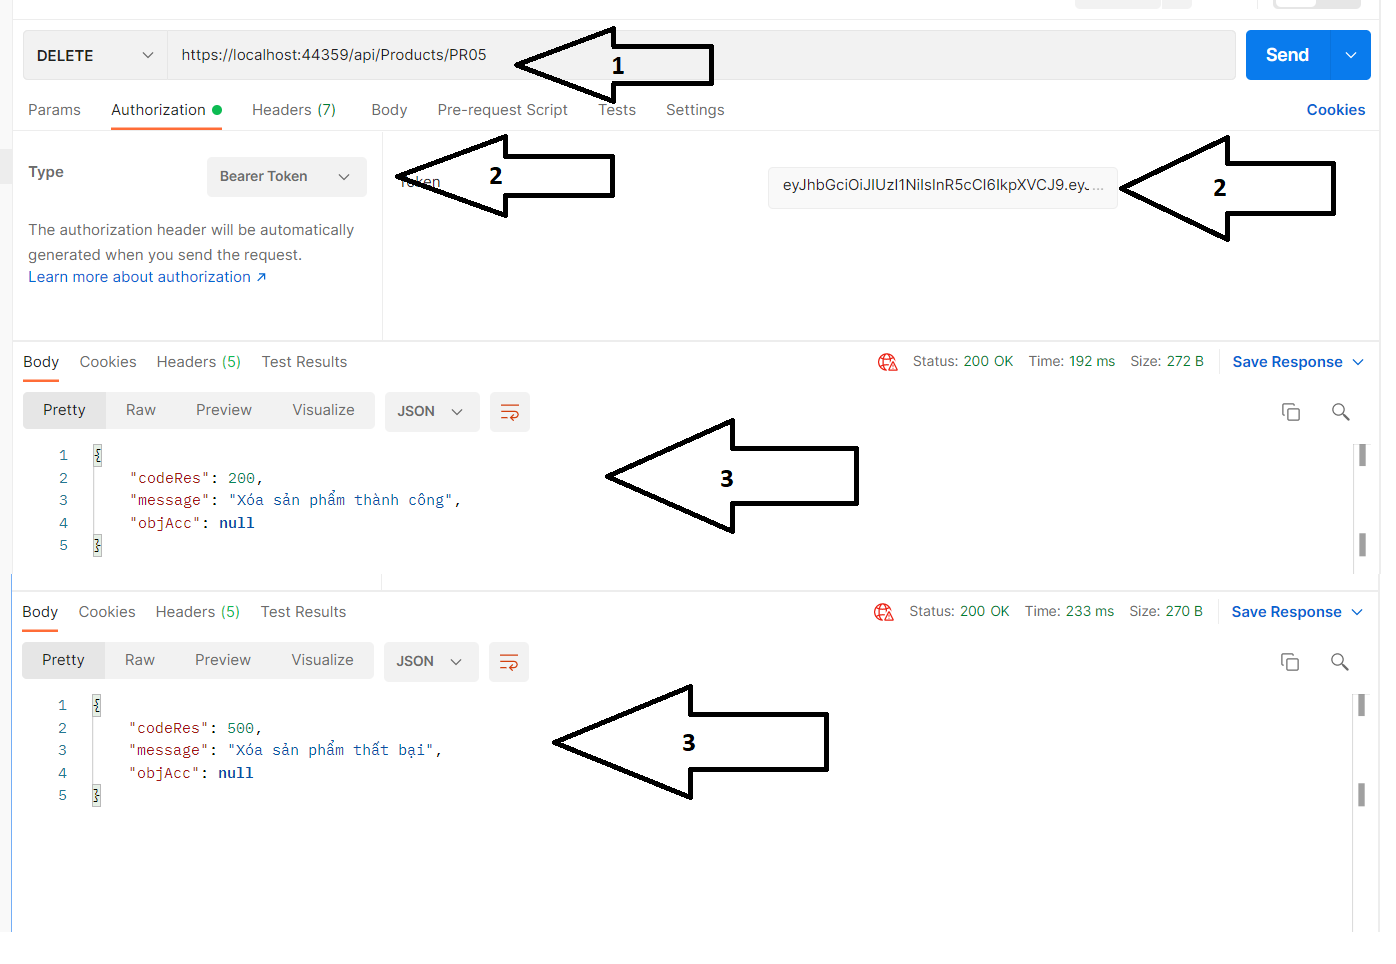 DELETE https://localhost:44359/api/Products/PR05 1 Send
Params Authorization Headers (7) Body Pre-request Script Tests Settings Cookies
Type Bearer Token 2 Token eyJhbGciOiJIUzI1NiIsInR5cCI6IkpXVCJ9.eyJ... 2
The authorization header will be automatically
generated when you send the request.
Learn more about authorization ↗
Body Cookies Headers (5) Test Results Status: 200 OK Time: 192 ms Size: 272 B Save Response
Pretty Raw Preview Visualize JSON
1 {
2 "codeRes": 200, 3
3 "message": "Xóa sản phẩm thành công",
4 "objAcc": null
5 }
Body Cookies Headers (5) Test Results Status: 200 OK Time: 233 ms Size: 270 B Save Response
Pretty Raw Preview Visualize JSON
1 {
2 "codeRes": 500,
3 "message": "Xóa sản phẩm thất bại", 3
4 "objAcc": null
5 }